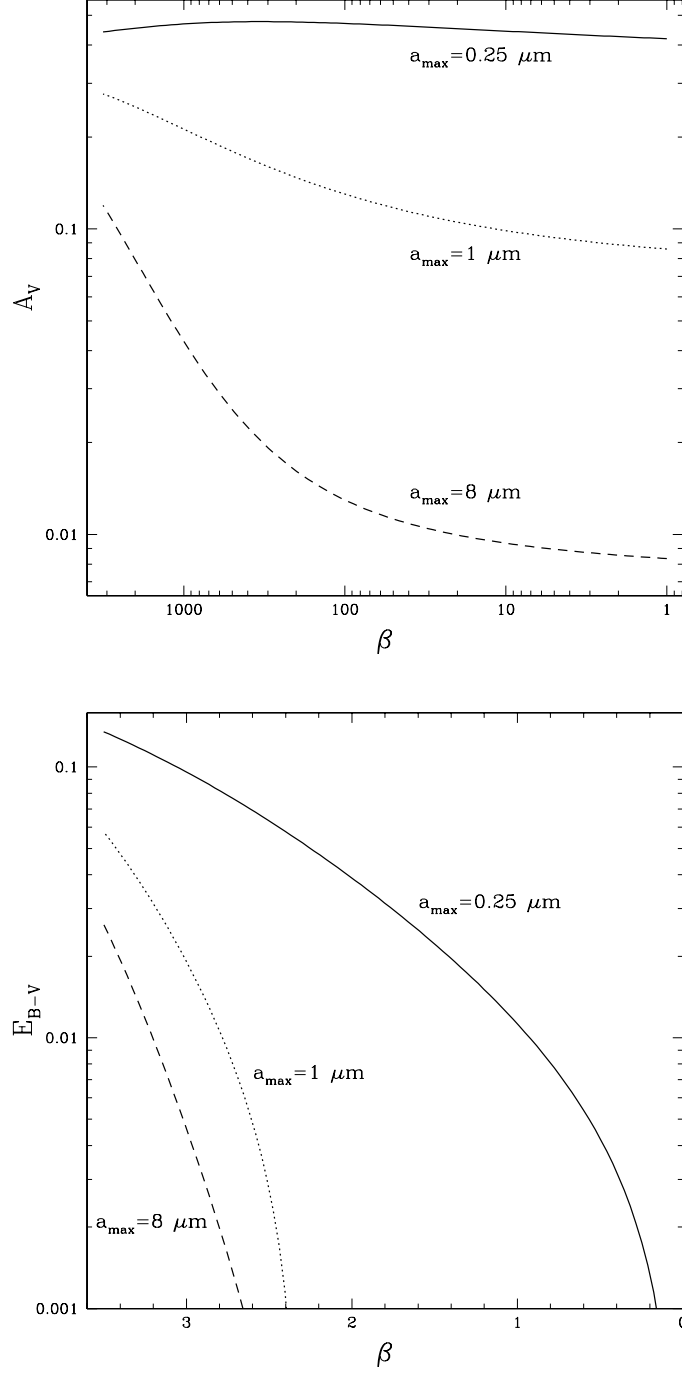 a_max=0.25 μm
0.1
a_max=1 μm
A_V
a_max=8 μm
0.01
1000 100 10 1
β
0.1
a_max=0.25 μm
E_B−V
0.01
a_max=1 μm
a_max=8 μm
0.001
3 2 1 0
β